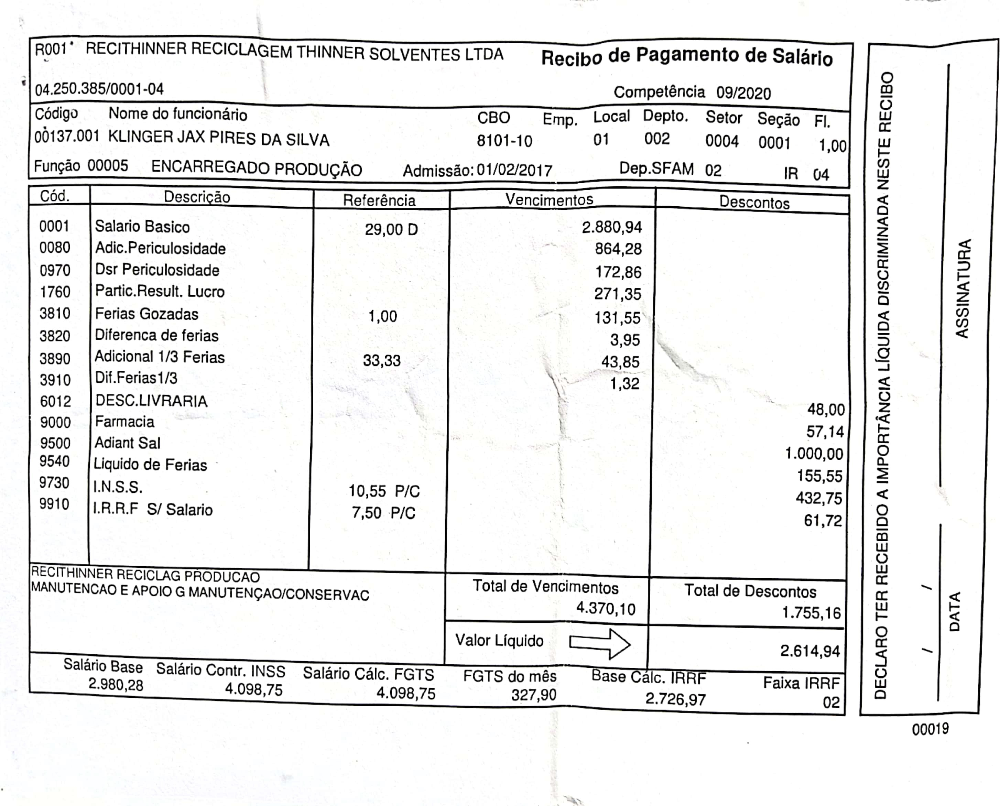 R001 RECITHINNER RECICLAGEM THINNER SOLVENTES LTDA Recibo de Pagamento de Salário
04.250.385/0001-04 Competência 09/2020
Código Nome do funcionário CBO Emp. Local Depto. Setor Seção Fl.
00137.001 KLINGER JAX PIRES DA SILVA 8101-10 01 002 0004 0001 1,00
Função 00005 ENCARREGADO PRODUÇÃO Admissão: 01/02/2017 Dep.SFAM 02 IR 04
Cód. Descrição Referência Vencimentos Descontos
0001 Salario Basico 29,00 D 2.880,94
0080 Adic.Periculosidade 864,28
0970 Dsr Periculosidade 172,86
1760 Partic.Result. Lucro 271,35
3810 Ferias Gozadas 1,00 131,55
3820 Diferenca de ferias 3,95
3890 Adicional 1/3 Ferias 33,33 43,85
3910 Dif.Ferias1/3 1,32
6012 DESC.LIVRARIA 48,00
9000 Farmacia 57,14
9500 Adiant Sal 1.000,00
9540 Liquido de Ferias 155,55
9730 I.N.S.S. 10,55 P/C 432,75
9910 I.R.R.F S/ Salario 7,50 P/C 61,72
RECITHINNER RECICLAG PRODUCAO
MANUTENCAO E APOIO G MANUTENÇAO/CONSERVAC
Total de Vencimentos Total de Descontos
4.370,10 1.755,16
Valor Líquido 2.614,94
Salário Base Salário Contr. INSS Salário Cálc. FGTS FGTS do mês Base Cálc. IRRF Faixa IRRF
2.980,28 4.098,75 4.098,75 327,90 2.726,97 02
DECLARO TER RECEBIDO A IMPORTÂNCIA LÍQUIDA DISCRIMINADA NESTE RECIBO
/ /
DATA ASSINATURA
00019